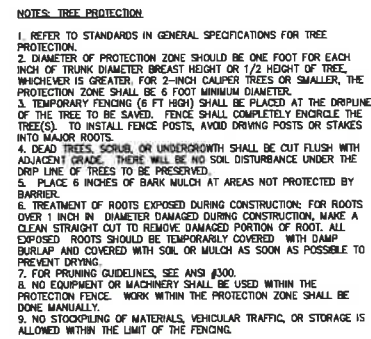 NOTES: TREE PROTECTION
1. REFER TO STANDARDS IN GENERAL SPECIFICATIONS FOR TREE
PROTECTION.
2. DIAMETER OF PROTECTION ZONE SHOULD BE ONE FOOT FOR EACH
INCH OF TRUNK DIAMETER BREAST HEIGHT OR 1/2 HEIGHT OF TREE,
WHICHEVER IS GREATER. FOR 2-INCH CALIPER TREES OR SMALLER, THE
PROTECTION ZONE SHALL BE 6 FOOT MINIMUM DIAMETER.
3. TEMPORARY FENCING (6 FT HIGH) SHALL BE PLACED AT THE DRIPLINE
OF THE TREE TO BE SAVED. FENCE SHALL COMPLETELY ENCIRCLE THE
TREE(S). TO INSTALL FENCE POSTS, AVOID DRIVING POSTS OR STAKES
INTO MAJOR ROOTS.
4. DEAD TREES, SCRUB, OR UNDERGROWTH SHALL BE CUT FLUSH WITH
ADJACENT GRADE. THERE WILL BE NO SOIL DISTURBANCE UNDER THE
DRIP LINE OF TREES TO BE PRESERVED.
5. PLACE 6 INCHES OF BARK MULCH AT AREAS NOT PROTECTED BY
BARRIER.
6. TREATMENT OF ROOTS EXPOSED DURING CONSTRUCTION: FOR ROOTS
OVER 1 INCH IN DIAMETER DAMAGED DURING CONSTRUCTION, MAKE A
CLEAN STRAIGHT CUT TO REMOVE DAMAGED PORTION OF ROOT. ALL
EXPOSED ROOTS SHOULD BE TEMPORARILY COVERED WITH DAMP
BURLAP AND COVERED WITH SOIL OR MULCH AS SOON AS POSSIBLE TO
PREVENT DRYING.
7. FOR PRUNING GUIDELINES, SEE ANSI #300.
8. NO EQUIPMENT OR MACHINERY SHALL BE USED WITHIN THE
PROTECTION FENCE. WORK WITHIN THE PROTECTION ZONE SHALL BE
DONE MANUALLY.
9. NO STOCKPILING OF MATERIALS, VEHICULAR TRAFFIC, OR STORAGE IS
ALLOWED WITHIN THE LIMIT OF THE FENCING.